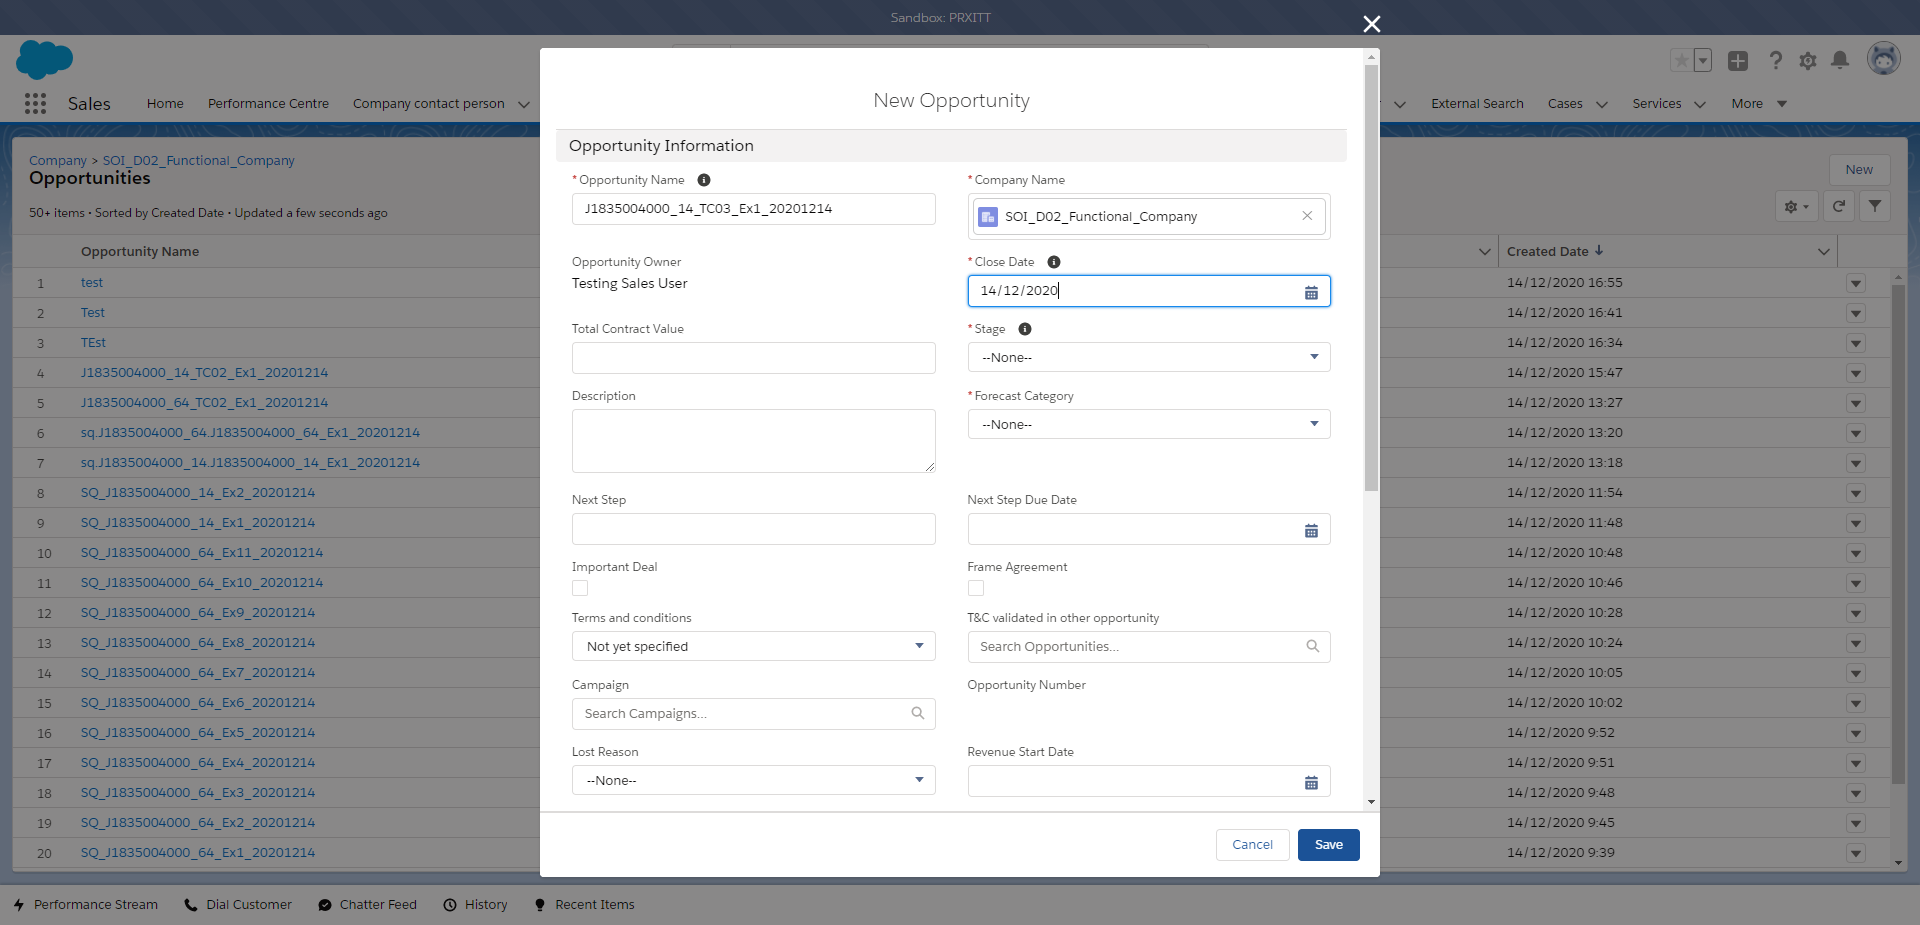 Sandbox: PRXITT
Sales
Home
Performance Centre
Company contact person
External Search
Cases
Services
More
Company > SOI_D02_Functional_Company
Opportunities
50+ items • Sorted by Created Date • Updated a few seconds ago
New
Opportunity Name
Created Date
1 test 14/12/2020 16:55
2 Test 14/12/2020 16:41
3 TEst 14/12/2020 16:34
4 J1835004000_14_TC02_Ex1_20201214 14/12/2020 15:47
5 J1835004000_64_TC02_Ex1_20201214 14/12/2020 13:27
6 sq.J1835004000_64.J1835004000_64_Ex1_20201214 14/12/2020 13:20
7 sq.J1835004000_14.J1835004000_14_Ex1_20201214 14/12/2020 13:18
8 SQ_J1835004000_14_Ex2_20201214 14/12/2020 11:54
9 SQ_J1835004000_14_Ex1_20201214 14/12/2020 11:48
10 SQ_J1835004000_64_Ex11_20201214 14/12/2020 10:48
11 SQ_J1835004000_64_Ex10_20201214 14/12/2020 10:46
12 SQ_J1835004000_64_Ex9_20201214 14/12/2020 10:28
13 SQ_J1835004000_64_Ex8_20201214 14/12/2020 10:24
14 SQ_J1835004000_64_Ex7_20201214 14/12/2020 10:05
15 SQ_J1835004000_64_Ex6_20201214 14/12/2020 10:02
16 SQ_J1835004000_64_Ex5_20201214 14/12/2020 9:52
17 SQ_J1835004000_64_Ex4_20201214 14/12/2020 9:51
18 SQ_J1835004000_64_Ex3_20201214 14/12/2020 9:48
19 SQ_J1835004000_64_Ex2_20201214 14/12/2020 9:45
20 SQ_J1835004000_64_Ex1_20201214 14/12/2020 9:39
New Opportunity
Opportunity Information
* Opportunity Name
J1835004000_14_TC03_Ex1_20201214
* Company Name
SOI_D02_Functional_Company
Opportunity Owner
Testing Sales User
* Close Date
14/12/2020
Total Contract Value
* Stage
--None--
Description
* Forecast Category
--None--
Next Step
Next Step Due Date
Important Deal
Frame Agreement
Terms and conditions
Not yet specified
T&C validated in other opportunity
Search Opportunities...
Campaign
Search Campaigns...
Opportunity Number
Lost Reason
--None--
Revenue Start Date
Cancel
Save
Performance Stream
Dial Customer
Chatter Feed
History
Recent Items